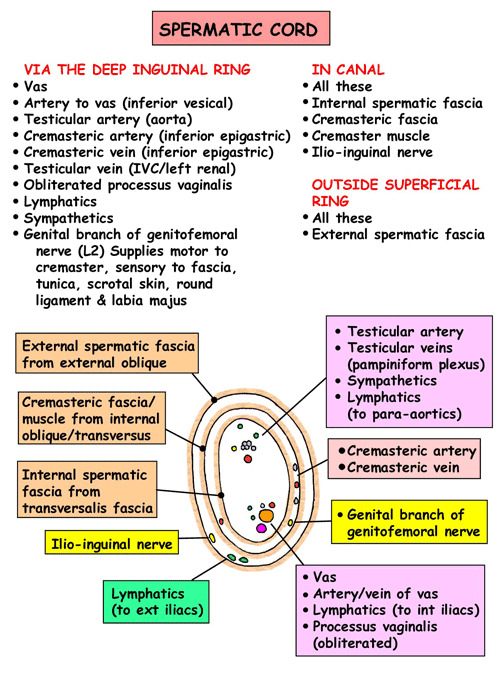 SPERMATIC CORD
VIA THE DEEP INGUINAL RING
• Vas
• Artery to vas (inferior vesical)
• Testicular artery (aorta)
• Cremasteric artery (inferior epigastric)
• Cremasteric vein (inferior epigastric)
• Testicular vein (IVC/left renal)
• Obliterated processus vaginalis
• Lymphatics
• Sympathetics
• Genital branch of genitofemoral
nerve (L2) Supplies motor to
cremaster, sensory to fascia,
tunica, scrotal skin, round
ligament & labia majus
IN CANAL
• All these
• Internal spermatic fascia
• Cremasteric fascia
• Cremaster muscle
• Ilio-inguinal nerve
OUTSIDE SUPERFICIAL
RING
• All these
• External spermatic fascia
External spermatic fascia
from external oblique
Cremasteric fascia/
muscle from internal
oblique/transversus
Internal spermatic
fascia from
transversalis fascia
Ilio-inguinal nerve
Lymphatics
(to ext iliacs)
• Testicular artery
• Testicular veins
(pampiniform plexus)
• Sympathetics
• Lymphatics
(to para-aortics)
• Cremasteric artery
• Cremasteric vein
• Genital branch of
genitofemoral nerve
• Vas
• Artery/vein of vas
• Lymphatics (to int iliacs)
• Processus vaginalis
(obliterated)